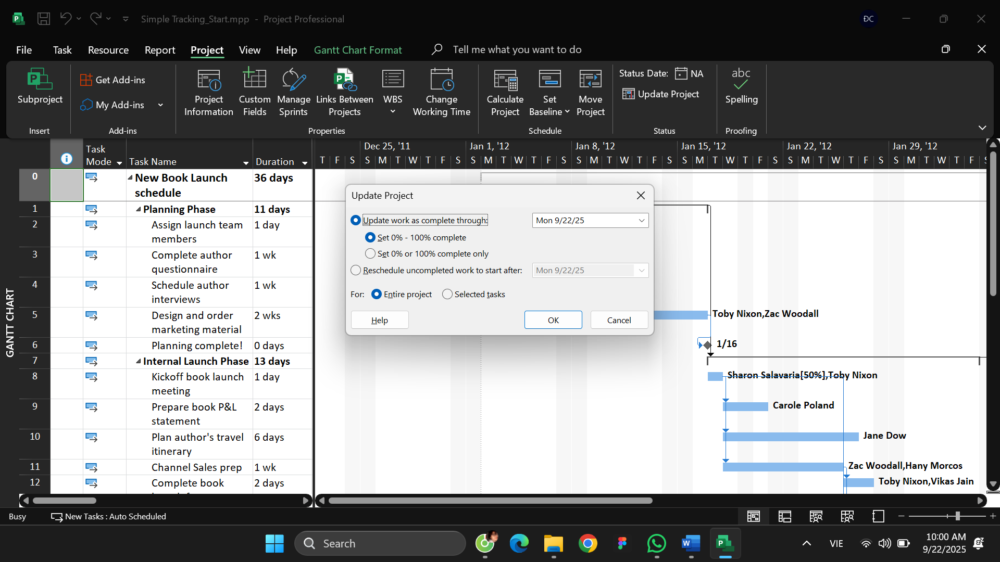 Simple Tracking_Start.mpp - Project Professional
ĐC
File Task Resource Report Project View Help Gantt Chart Format Tell me what you want to do
Subproject
Insert
Get Add-ins
My Add-ins
Add-ins
Project Information
Custom Fields
Manage Sprints
Links Between Projects
WBS
Change Working Time
Properties
Calculate Project
Set Baseline
Move Project
Schedule
Status Date: NA
Update Project
Status
abc
Spelling
Proofing
Task Mode
Task Name
Duration
Dec 25, '11 Jan 1, '12 Jan 8, '12 Jan 15, '12 Jan 22, '12 Jan 29, '12
T F S S M T W T F S S M T W T F S S M T W T F S S M T W T F S S M T W T F S S M T W T F S
GANTT CHART
0 New Book Launch schedule 36 days
1 Planning Phase 11 days
2 Assign launch team members 1 day
3 Complete author questionnaire 1 wk
4 Schedule author interviews 1 wk
5 Design and order marketing material 2 wks
6 Planning complete! 0 days
7 Internal Launch Phase 13 days
8 Kickoff book launch meeting 1 day
9 Prepare book P&L statement 2 days
10 Plan author's travel itinerary 6 days
11 Channel Sales prep 1 wk
12 Complete book 2 days
Update Project
Update work as complete through: Mon 9/22/25
Set 0% - 100% complete
Set 0% or 100% complete only
Reschedule uncompleted work to start after: Mon 9/22/25
For: Entire project Selected tasks
Help OK Cancel
Toby Nixon,Zac Woodall
1/16
Sharon Salavaria[50%],Toby Nixon
Carole Poland
Jane Dow
Zac Woodall,Hany Morcos
Toby Nixon,Vikas Jain
Busy New Tasks : Auto Scheduled
Search
VIE
10:00 AM
9/22/2025